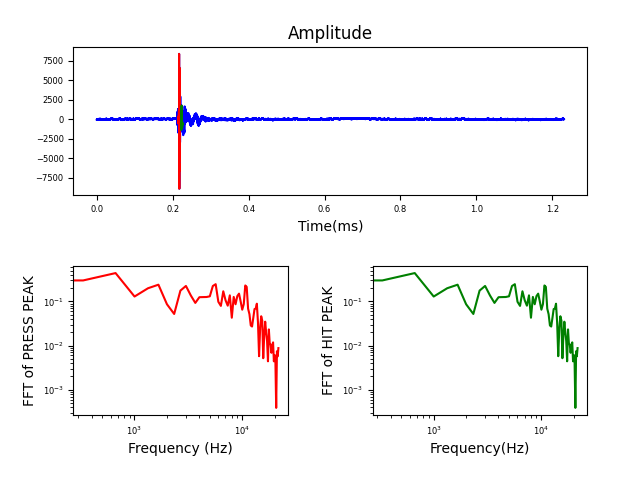 Amplitude
7500
5000
2500
0
−2500
−5000
−7500
0.0 0.2 0.4 0.6 0.8 1.0 1.2
Time(ms)
FFT of PRESS PEAK
10⁻¹
10⁻²
10⁻³
10³ 10⁴
Frequency (Hz)
FFT of HIT PEAK
10⁻¹
10⁻²
10⁻³
10³ 10⁴
Frequency(Hz)